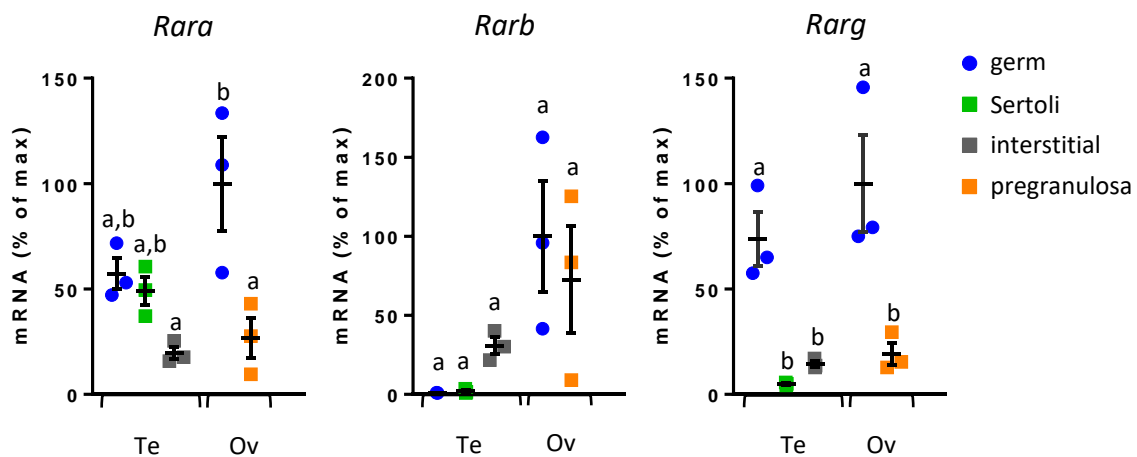 Rara
mRNA (% of max)
150
100
50
0
a,b
a,b
a
b
a
Te
Ov
Rarb
mRNA (% of max)
200
150
100
50
0
a
a
a
a
a
Te
Ov
Rarg
mRNA (% of max)
150
100
50
0
a
b
b
a
b
Te
Ov
germ
Sertoli
interstitial
pregranulosa